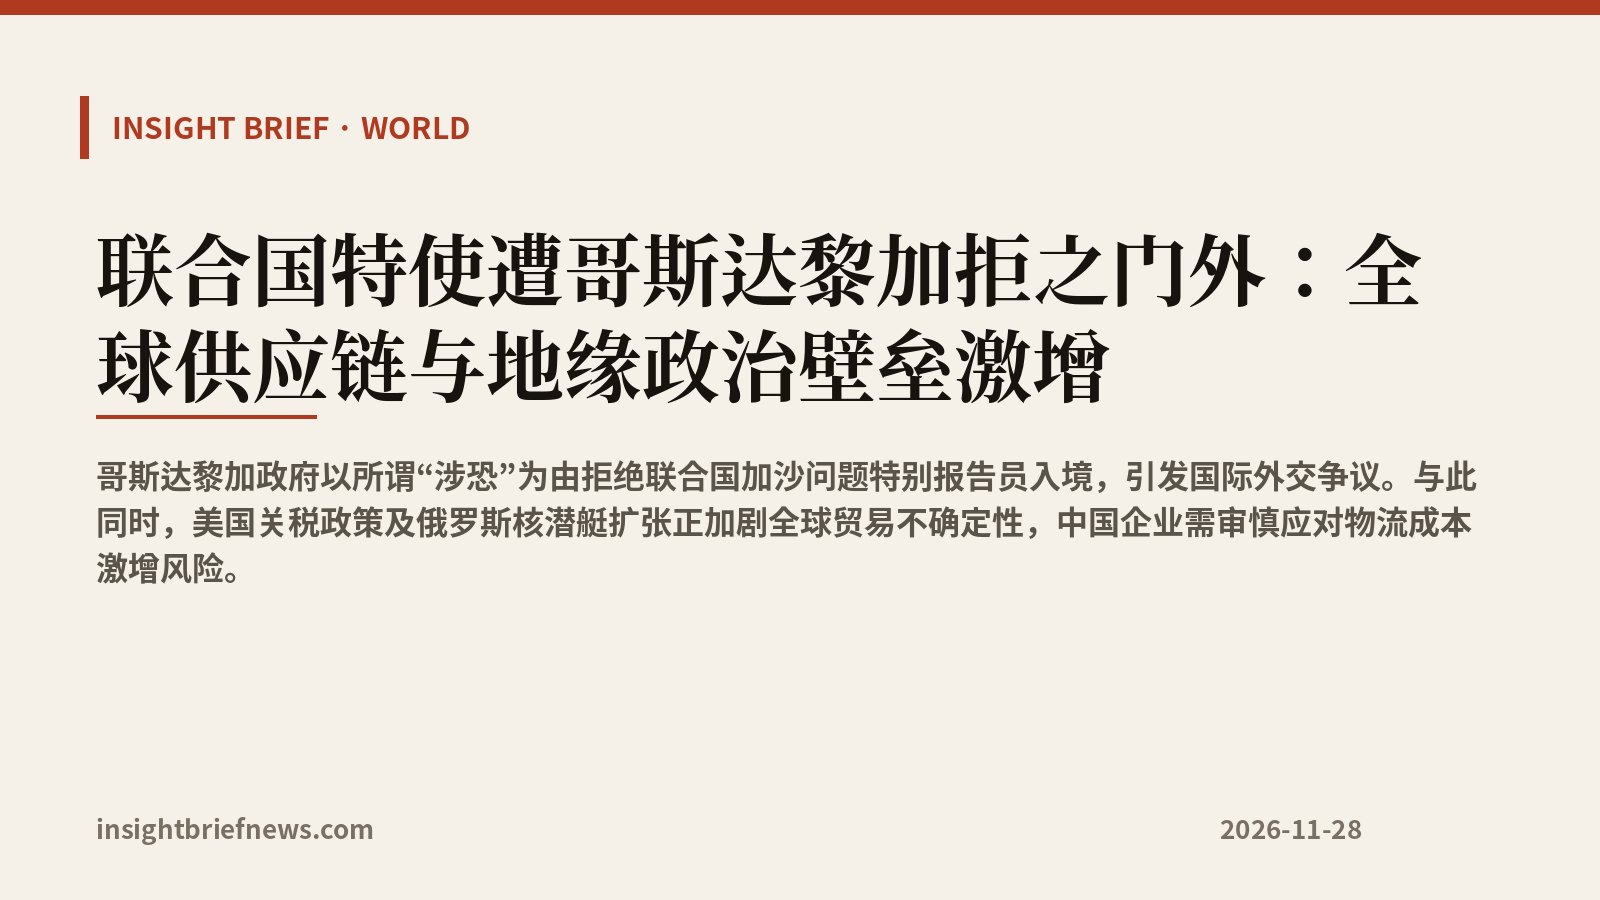 INSIGHT BRIEF · WORLD
联合国特使遭哥斯达黎加拒之门外：全
球供应链与地缘政治壁垒激增
哥斯达黎加政府以所谓“涉恐”为由拒绝联合国加沙问题特别报告员入境，引发国际外交争议。与此
同时，美国关税政策及俄罗斯核潜艇扩张正加剧全球贸易不确定性，中国企业需审慎应对物流成本
激增风险。
insightbriefnews.com
2026-11-28